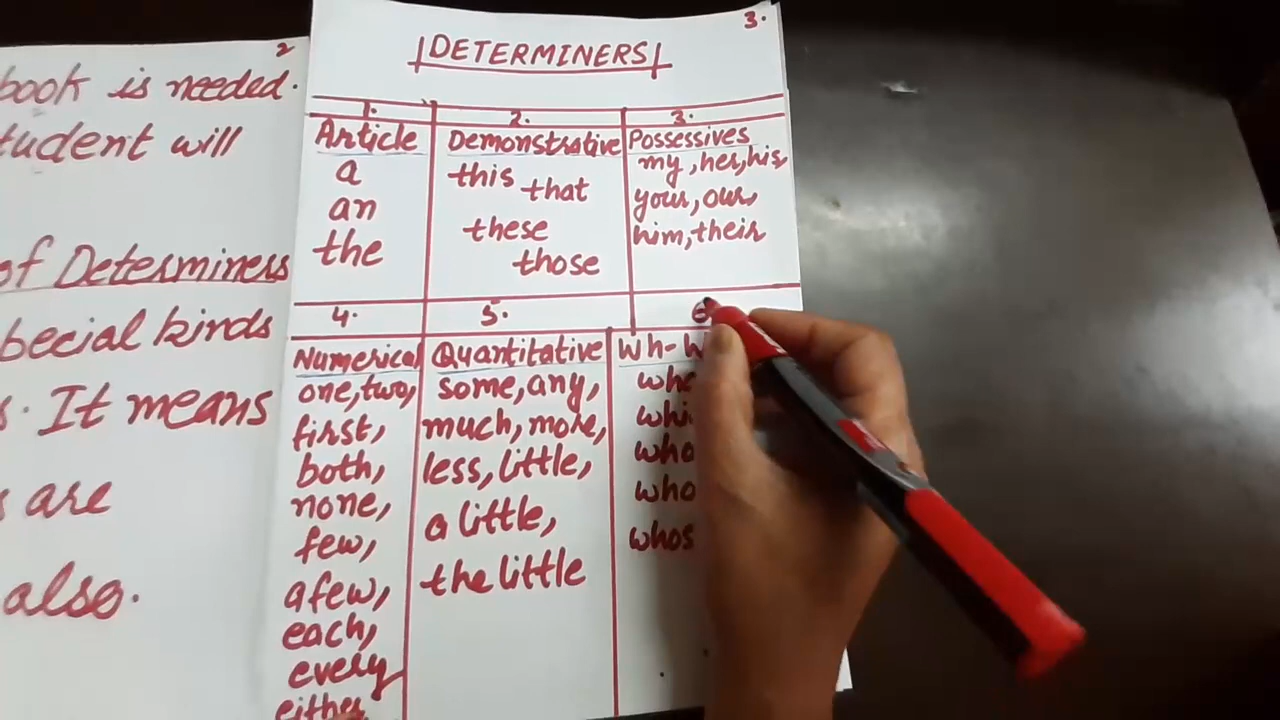 2
book is needed.
student will
of Determiners
special kinds
. It means
are
also.
3.
DETERMINERS
1.
Article
a
an
the
2.
Demonstrative
this that
these
those
3.
Possessives
my, her, his
your, our,
him, their
4.
Numerical
one, two,
first,
both,
none,
few,
a few,
each,
every
either
5.
Quantitative
some, any,
much, more,
less, little,
a little,
the little
6
Wh-